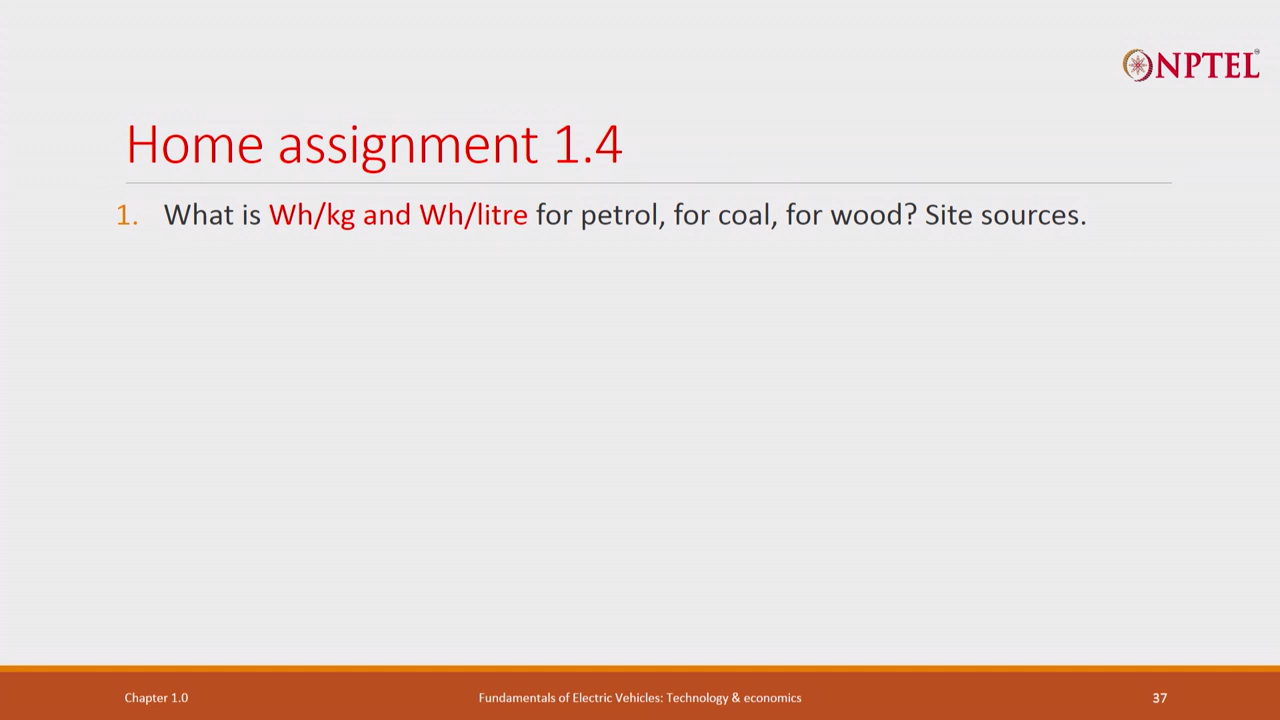 NPTEL
Home assignment 1.4
1. What is Wh/kg and Wh/litre for petrol, for coal, for wood? Site sources.
Chapter 1.0
Fundamentals of Electric Vehicles: Technology & economics
37